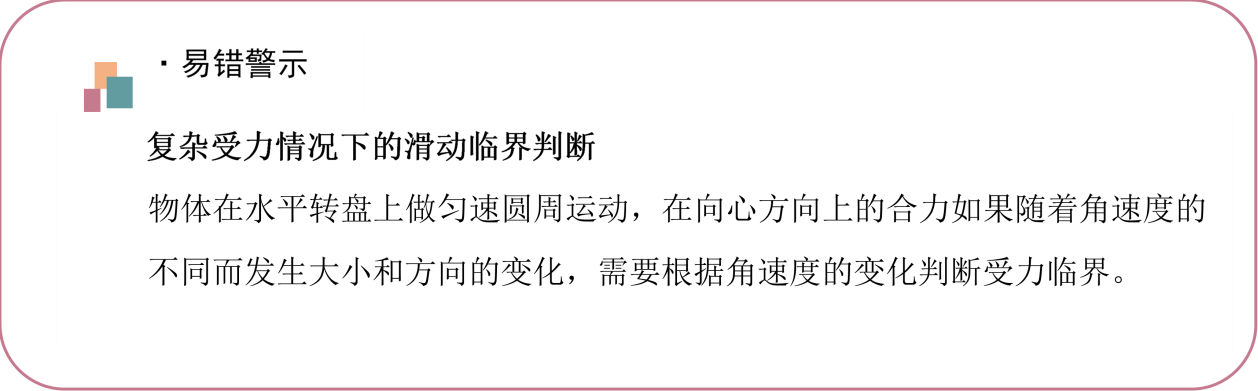 ·易错警示
复杂受力情况下的滑动临界判断
物体在水平转盘上做匀速圆周运动，在向心方向上的合力如果随着角速度的
不同而发生大小和方向的变化，需要根据角速度的变化判断受力临界。